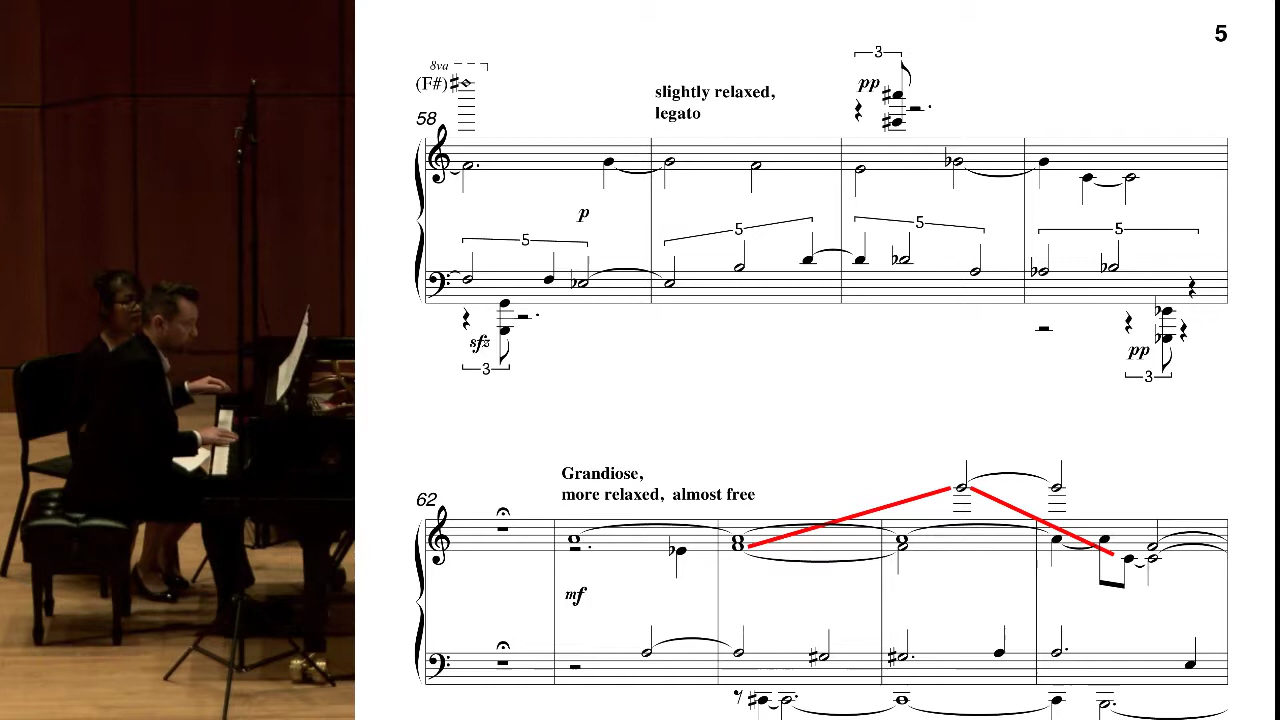 5
3
8va
(F#)
pp
slightly relaxed,
legato
58
p
5
5
5
5
sfz
pp
3
3
Grandiose,
more relaxed, almost free
62
mf